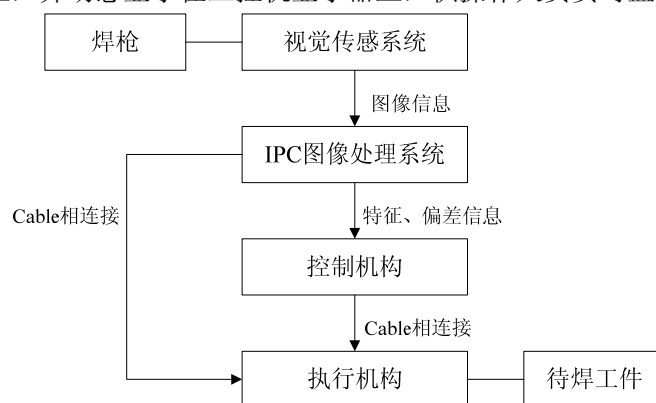 焊枪
视觉传感系统
图像信息
IPC图像处理系统
Cable相连接
特征、偏差信息
控制机构
Cable相连接
执行机构
待焊工件